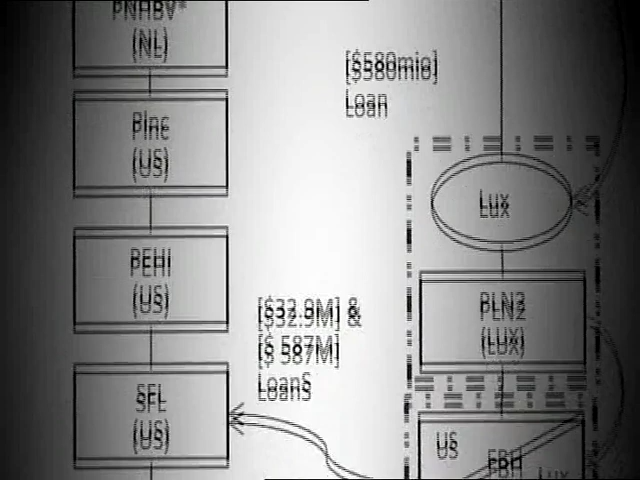 PNHBV*
(NL)
[$580mio]
Loan
PInc
(US)
Lux
PEHI
(US)
PLN2
(LUX)
[$32.9M] &
[$ 587M]
LoanS
SFL
(US)
US
FBH
Lux